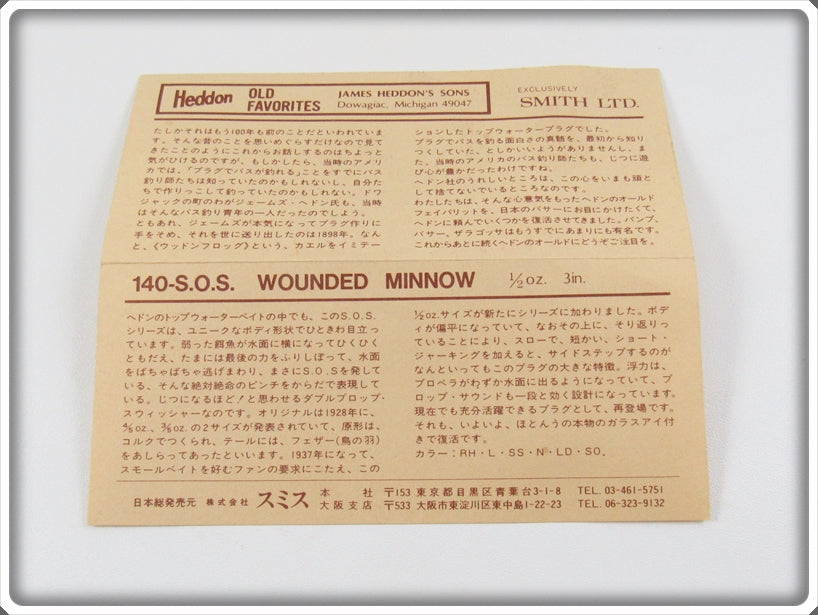 Heddon OLD FAVORITES
JAMES HEDDON'S SONS
Dowagiac, Michigan 49047
EXCLUSIVELY
SMITH LTD.
たしかそれはもう100年も前のことだといわれていま
す。そんな昔のことを思いめぐらすだけなので見て
きたことのようにこれからお話しするのはちょっと
気がひけるのですが、もしかしたら、当時のアメリ
カでは、「プラグでバスが釣れる」ことをすでにバス
釣り師たちは知っていたのかもしれないし、自分た
ちで作りっこして釣っていたのかもしれない。ドワ
ジャックの町のわがジェームズ・ヘドン氏も、当時
はそんなバス釣り青年の一人だったのでしょう。
ともあれ、ジェームズが本気になってプラグ作りに
手をそめ、それを世に送り出したのは1898年。なん
と、《ウッドンフロッグ》という、カエルをイミテー
ションしたトップウォータープラグでした。
プラグでバスを釣る面白さの真髄を、最初から知り
つくしていた、としかいいようがありませんし、ま
た、当時のアメリカのバス釣り師たちも、じつに遊
び心が豊かだったわけですね。
ヘドン社のうれしいところは、この心をいまも頑と
して捨てないでいるところなのです。
わたしたちは、そんな心意気をもったヘドンのオールド
フェイバリットを、日本のバサーにお目にかけたくて、
ヘドンに頼んでいくつかを復活させてきました。バンプ、
バサー、ザラゴッサはもうすでにあまりにも有名です。
これからあとに続くヘドンのオールドにどうぞご注目を。
140-S.O.S. WOUNDED MINNOW ½oz. 3in.
ヘドンのトップウォーターベイトの中でも、このS.O.S.
シリーズは、ユニークなボディ形状でひときわ目立っ
ています。弱った餌魚が水面に横になってひくひく
ともだえ、たまには最後の力をふりしぼって、水面
をばちゃばちゃ逃げまわり、まさにS.O.Sを発して
いる、そんな絶対絶命のピンチをからだで表現して
いる。じつになるほど!と思わせるダブルプロップ・
スウィッシャーなのです。オリジナルは1928年に、
⅘oz.、⅗oz. の2サイズが発表されていて、原形は、
コルクでつくられ、テールには、フェザー(鳥の羽)
をあしらってあったといいます。1937年になって、
スモールベイトを好むファンの要求にこたえ、この
½oz.サイズが新たにシリーズに加わりました。ボデ
ィが偏平になっていて、なおその上に、そり返りっ
ていることにより、スローで、短かい、ショート・
ジャーキングを加えると、サイドステップするのが
なんといってもこのプラグの大きな特徴。浮力は、
プロペラがわずか水面に出るようになっていて、プ
ロップ・サウンドも一段と効く設計になっています。
現在でも充分活躍できるプラグとして、再登場です。
それも、いよいよ、ほとんうの本物のガラスアイ付
きで復活です。
カラー:RH・L・SS・N・LD・SO。
日本総発売元 株式会社 スミス
本社 〒153 東京都目黒区青葉台3-1-8 TEL. 03-461-5751
大阪支店 〒533 大阪市東淀川区東中島1-22-23 TEL. 06-323-9132